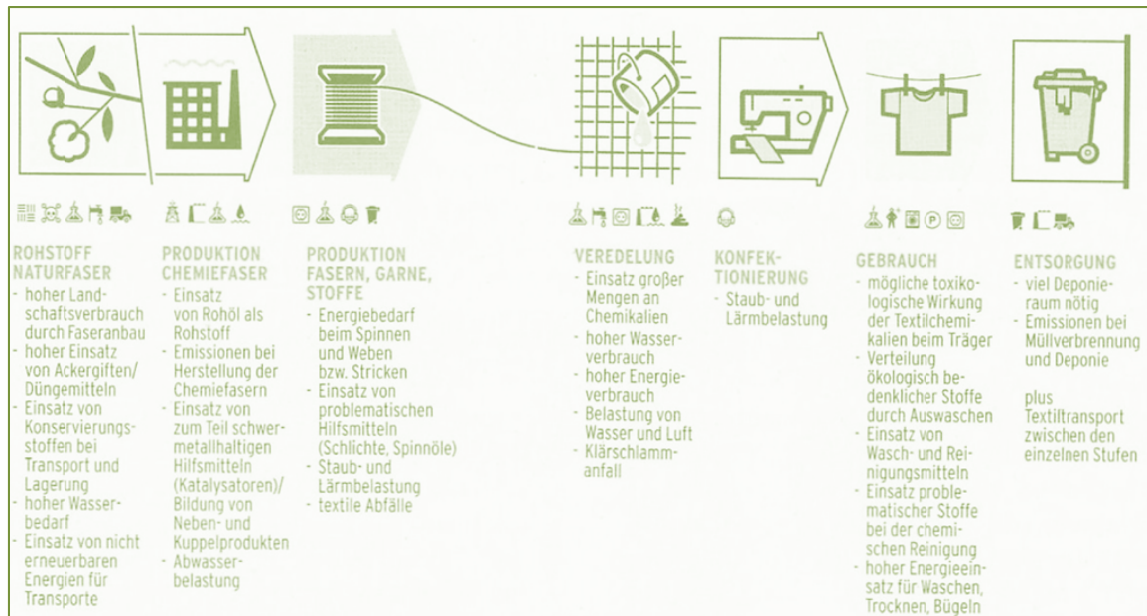 ROHSTOFF
NATURFASER
- hoher Land-
schaftsverbrauch
durch Faseranbau
- hoher Einsatz
von Ackergiften/
Düngemitteln
- Einsatz von
Konservierungs-
stoffen bei
Transport und
Lagerung
- hoher Wasser-
bedarf
- Einsatz von nicht
erneuerbaren
Energien für
Transporte
PRODUKTION
CHEMIEFASER
- Einsatz
von Rohöl als
Rohstoff
- Emissionen bei
Herstellung der
Chemiefasern
- Einsatz von
zum Teil schwer-
metallhaltigen
Hilfsmitteln
(Katalysatoren)/
Bildung von
Neben- und
Kuppelprodukten
- Abwasser-
belastung
PRODUKTION
FASERN, GARNE,
STOFFE
- Energiebedarf
beim Spinnen
und Weben
bzw. Stricken
- Einsatz von
problematischen
Hilfsmitteln
(Schlichte, Spinnöle)
- Staub- und
Lärmbelastung
- textile Abfälle
VEREDELUNG
- Einsatz großer
Mengen an
Chemikalien
- hoher Wasser-
verbrauch
- hoher Energie-
verbrauch
- Belastung von
Wasser und Luft
- Klärschlamm-
anfall
KONFEK-
TIONIERUNG
- Staub- und
Lärmbelastung
P
GEBRAUCH
- mögliche toxiko-
logische Wirkung
der Textilchemi-
kalien beim Träger
- Verteilung
ökologisch be-
denklicher Stoffe
durch Auswaschen
- Einsatz von
Wasch- und Rei-
nigungsmitteln
- Einsatz proble-
matischer Stoffe
bei der chemi-
schen Reinigung
- hoher Energieein-
satz für Waschen,
Trocknen, Bügeln
ENTSORGUNG
- viel Deponie-
raum nötig
- Emissionen bei
Müllverbrennung
und Deponie
plus
Textiltransport
zwischen den
einzelnen Stufen